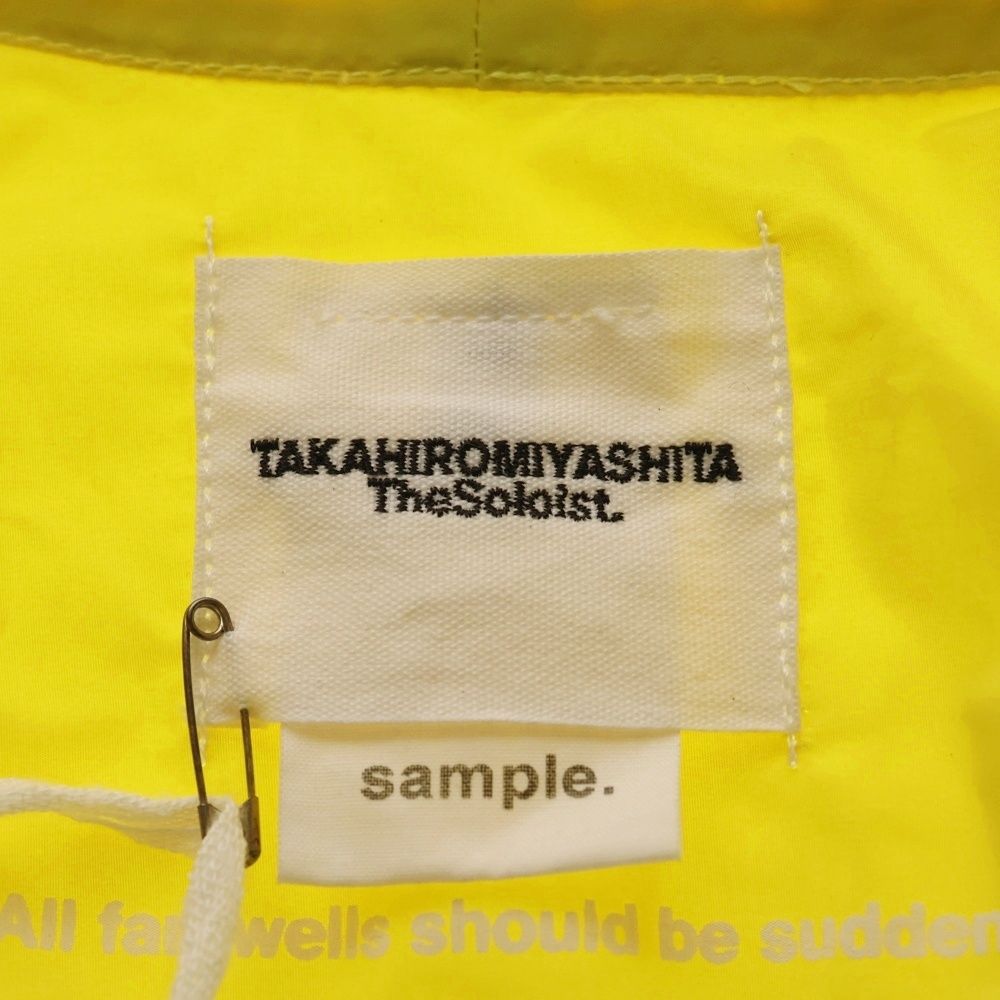 TAKAHIROMIYASHITA
TheSoloist.
sample.
All farewells should be sudden